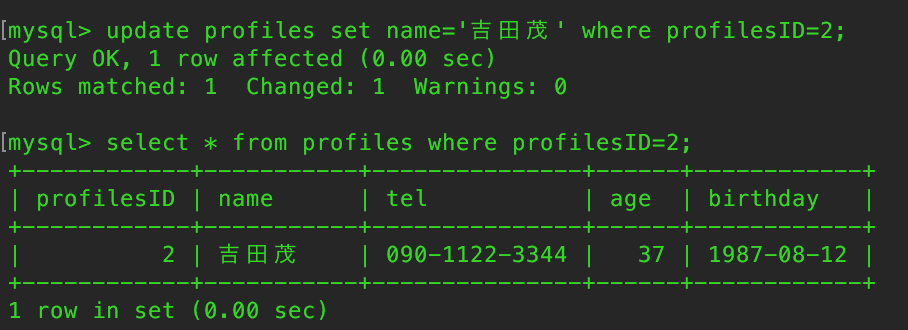 [mysql> update profiles set name='吉田茂' where profilesID=2;
Query OK, 1 row affected (0.00 sec)
Rows matched: 1  Changed: 1  Warnings: 0
[mysql> select * from profiles where profilesID=2;
+------------+-----------+---------------+------+------------+
| profilesID | name      | tel           | age  | birthday   |
+------------+-----------+---------------+------+------------+
|          2 | 吉田茂    | 090-1122-3344 |   37 | 1987-08-12 |
+------------+-----------+---------------+------+------------+
1 row in set (0.00 sec)